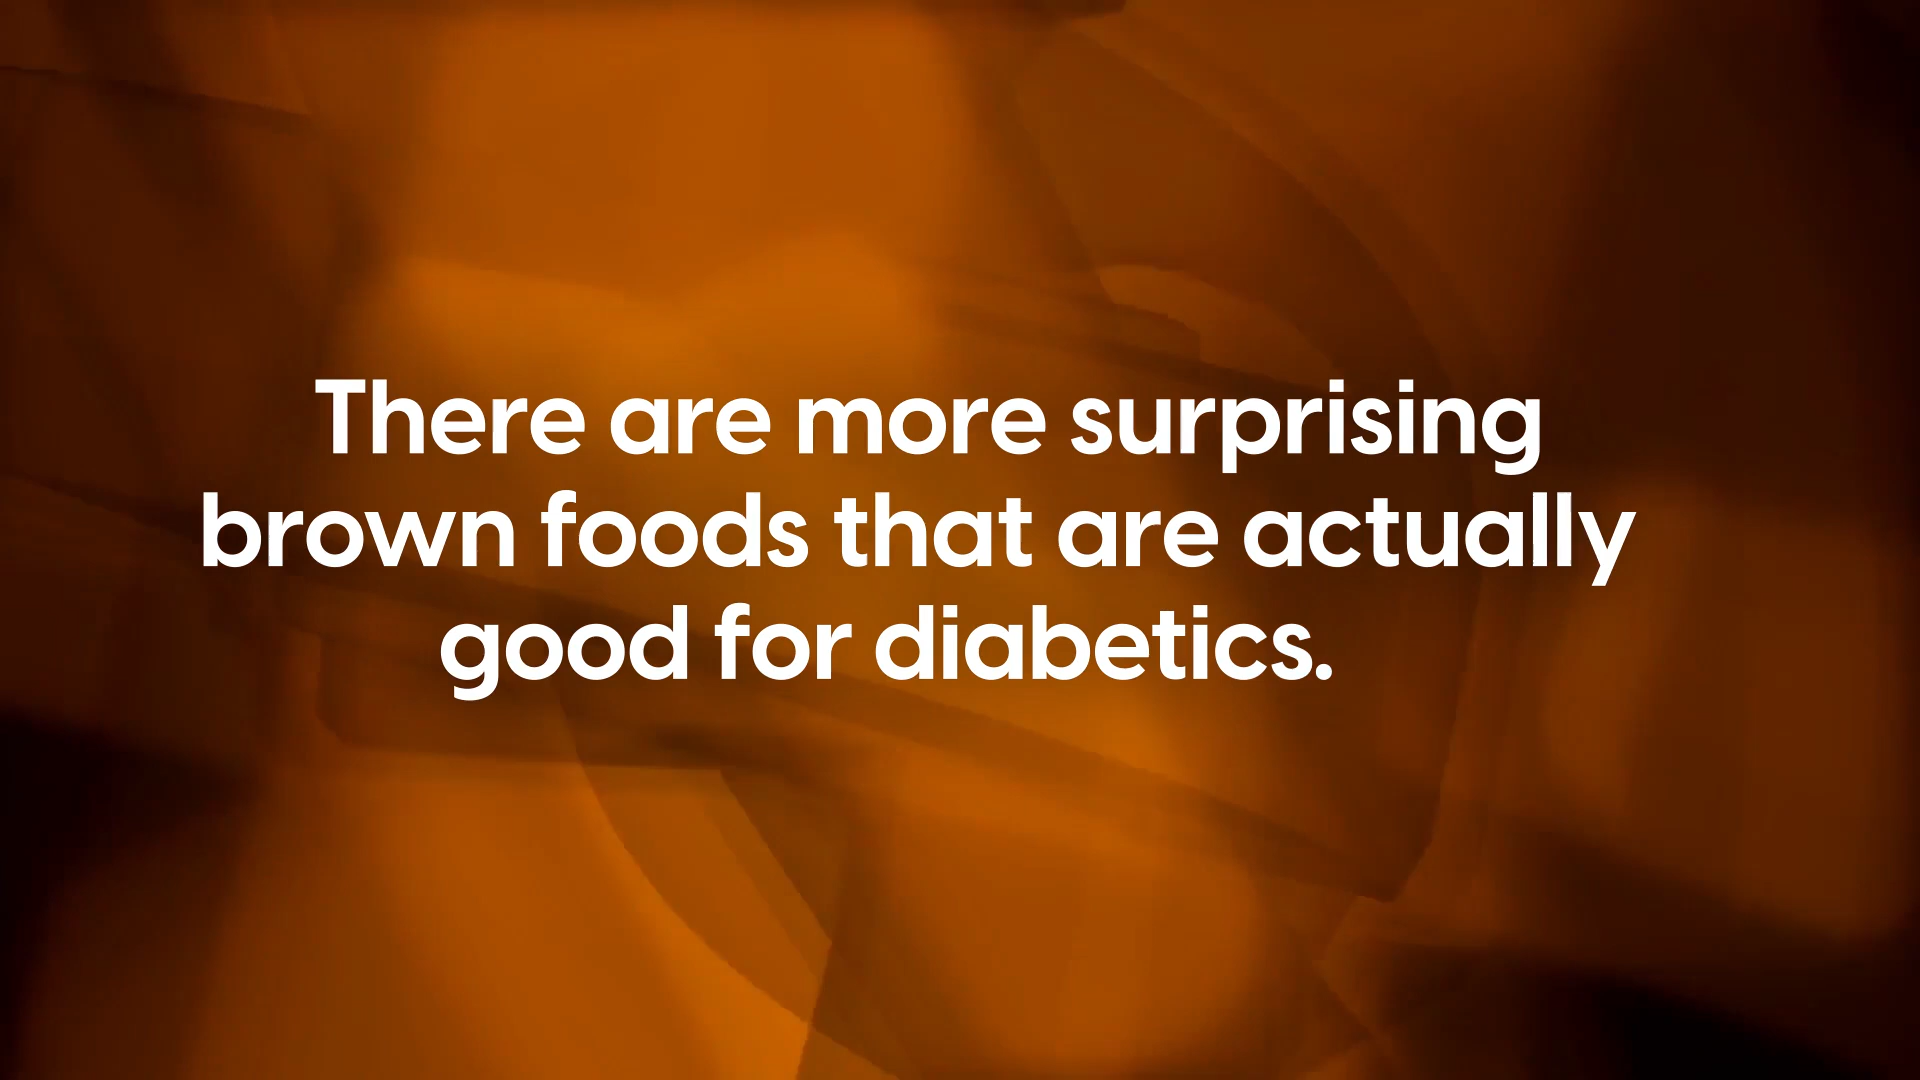 There are more surprising
brown foods that are actually
good for diabetics.